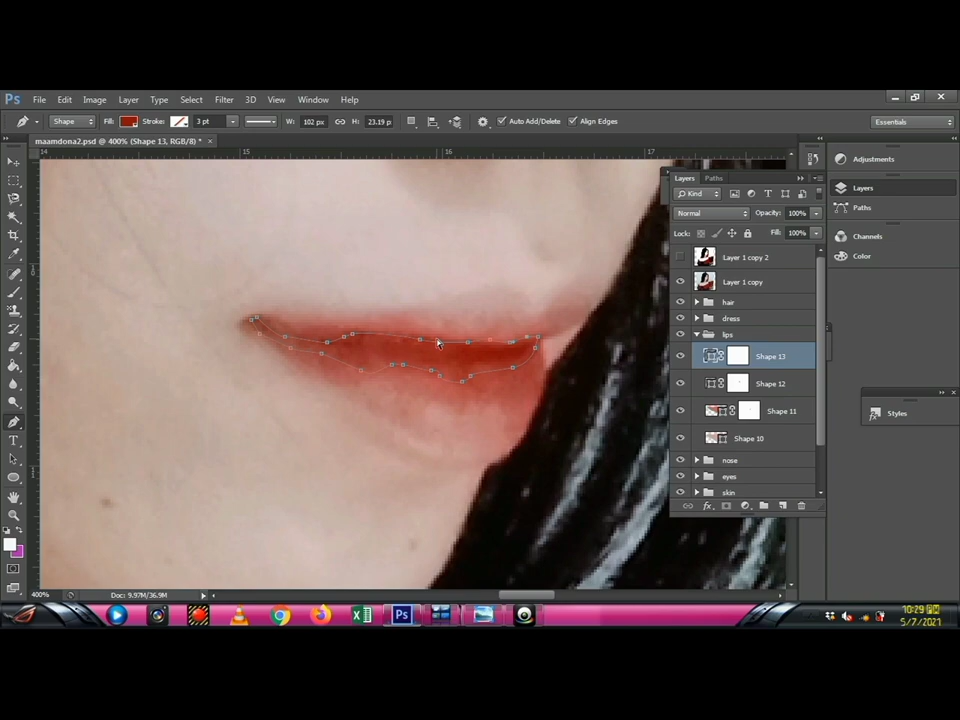 Ps File Edit Image Layer Type Select Filter 3D View Window Help
Shape Fill: Stroke: 3 pt W: 102 px H: 23.19 p Auto Add/Delete Align Edges Essentials
maamdona2.psd @ 400% (Shape 13, RGB/8) * ×
14 15 16 17
Layers Paths
Kind
Normal Opacity: 100%
Lock: Fill: 100%
Layer 1 copy 2
Layer 1 copy
hair
dress
lips
Shape 13
Shape 12
Shape 11
Shape 10
nose
eyes
skin
fx
Adjustments
Layers
Paths
Channels
Color
Styles
400% Doc: 9.97M/36.9M
Ps
10:29 PM
5/7/2021